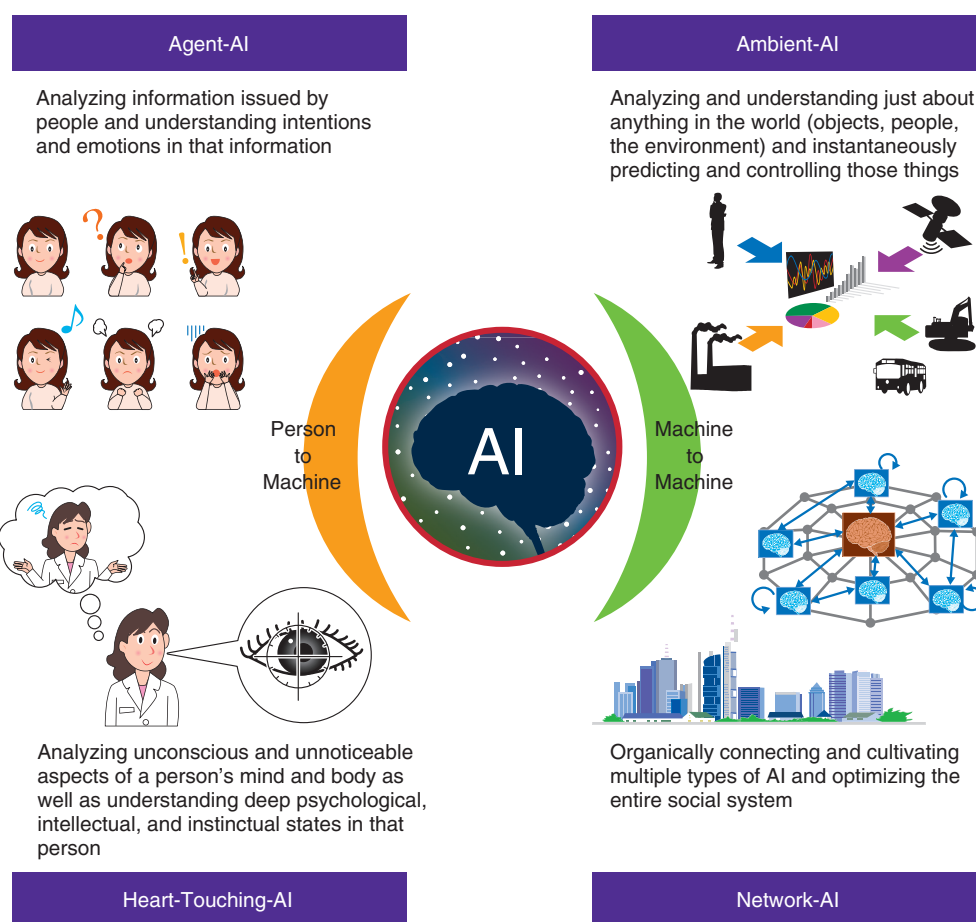 Agent-AI
Analyzing information issued by
people and understanding intentions
and emotions in that information
Ambient-AI
Analyzing and understanding just about
anything in the world (objects, people,
the environment) and instantaneously
predicting and controlling those things
?
!
Person
to
Machine
AI
Machine
to
Machine
Analyzing unconscious and unnoticeable
aspects of a person’s mind and body as
well as understanding deep psychological,
intellectual, and instinctual states in that
person
Heart-Touching-AI
Organically connecting and cultivating
multiple types of AI and optimizing the
entire social system
Network-AI